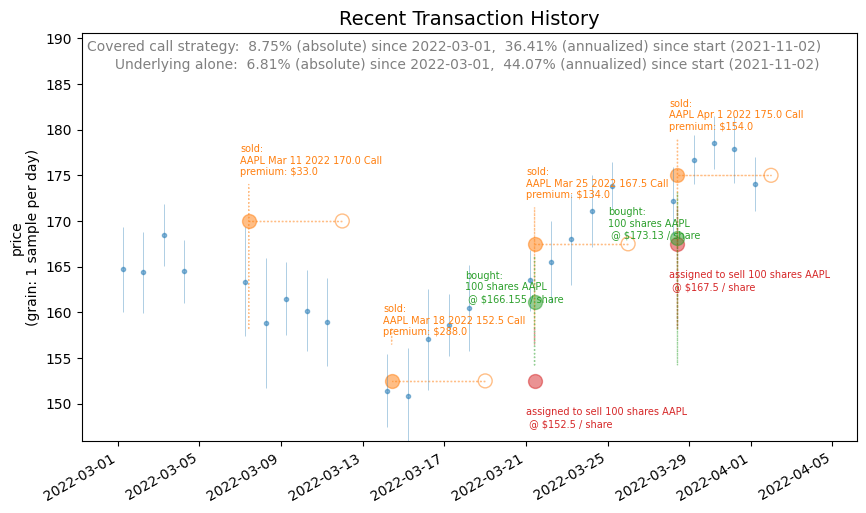 Recent Transaction History
Covered call strategy:  8.75% (absolute) since 2022-03-01,  36.41% (annualized) since start (2021-11-02)
Underlying alone:  6.81% (absolute) since 2022-03-01,  44.07% (annualized) since start (2021-11-02)
190
185
180
175
170
165
160
155
150
price
(grain: 1 sample per day)
sold:
AAPL Mar 11 2022 170.0 Call
premium: $33.0
sold:
AAPL Mar 18 2022 152.5 Call
premium: $288.0
bought:
100 shares AAPL
@ $166.155 / share
sold:
AAPL Mar 25 2022 167.5 Call
premium: $134.0
assigned to sell 100 shares AAPL
@ $152.5 / share
bought:
100 shares AAPL
@ $173.13 / share
sold:
AAPL Apr 1 2022 175.0 Call
premium: $154.0
assigned to sell 100 shares AAPL
@ $167.5 / share
2022-03-01
2022-03-05
2022-03-09
2022-03-13
2022-03-17
2022-03-21
2022-03-25
2022-03-29
2022-04-01
2022-04-05